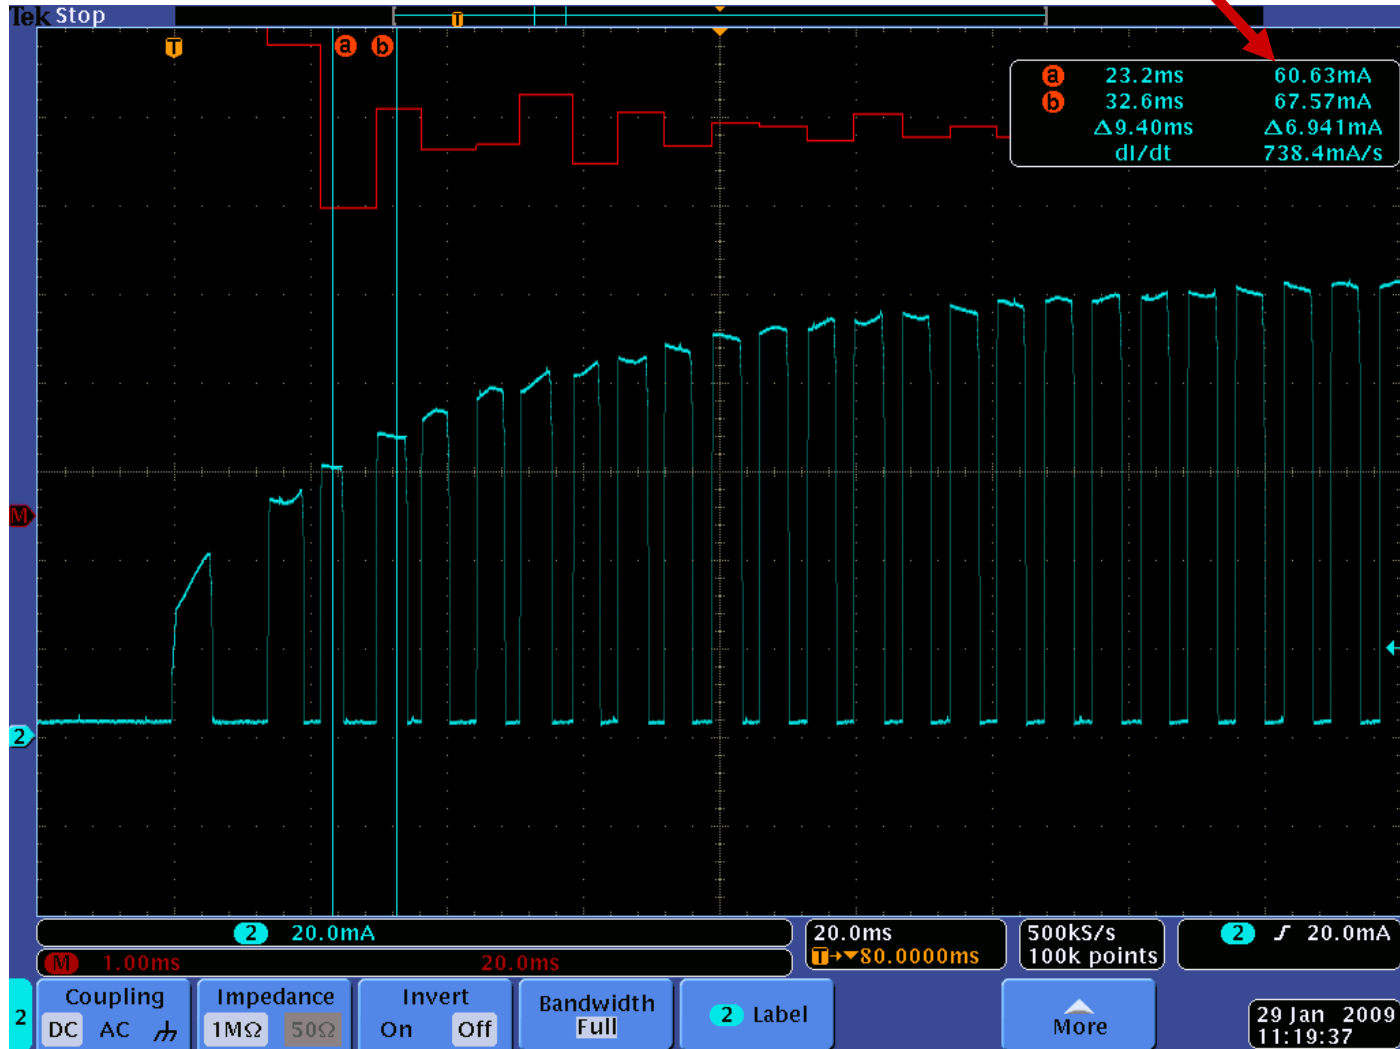 Tek Stop
T
T
a b
a 23.2ms 60.63mA
b 32.6ms 67.57mA
Δ9.40ms Δ6.941mA
dI/dt 738.4mA/s
M
2
2 20.0mA
M 1.00ms 20.0ms
20.0ms
T→▼80.0000ms
500kS/s
100k points
2 ∫ 20.0mA
2
Coupling
DC AC
Impedance
1MΩ 50Ω
Invert
On Off
Bandwidth
Full
2 Label
More
29 Jan 2009
11:19:37